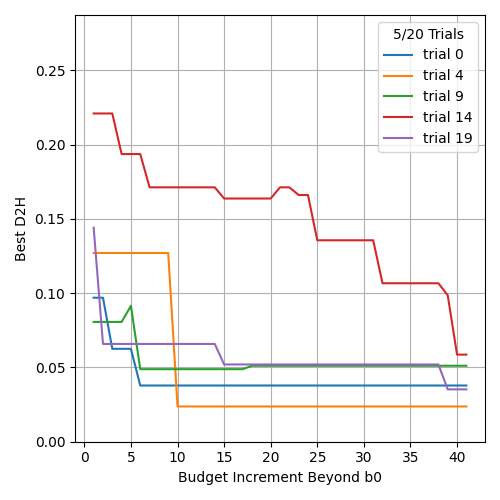 5/20 Trials
trial 0
trial 4
trial 9
trial 14
trial 19
Best D2H
0.25
0.20
0.15
0.10
0.05
0.00
0 5 10 15 20 25 30 35 40
Budget Increment Beyond b0